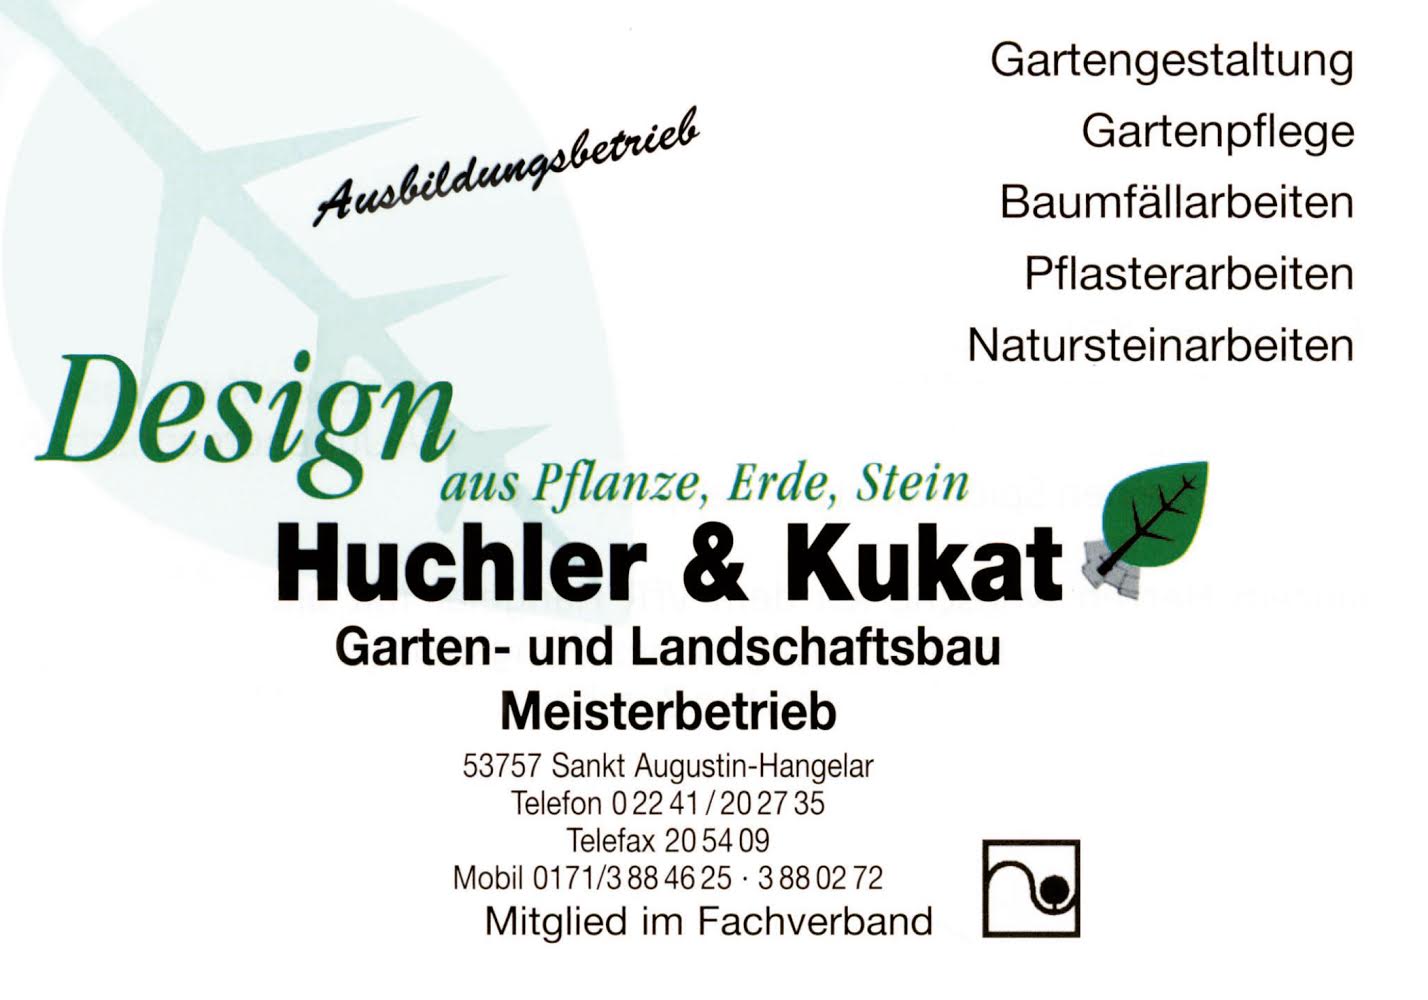 Gartengestaltung
Gartenpflege
Baumfällarbeiten
Pflasterarbeiten
Natursteinarbeiten
Ausbildungsbetrieb
Design
aus Pflanze, Erde, Stein
Huchler & Kukat
Garten- und Landschaftsbau
Meisterbetrieb
53757 Sankt Augustin-Hangelar
Telefon 0 22 41 / 20 27 35
Telefax 20 54 09
Mobil 0171/3 88 46 25 · 3 88 02 72
Mitglied im Fachverband